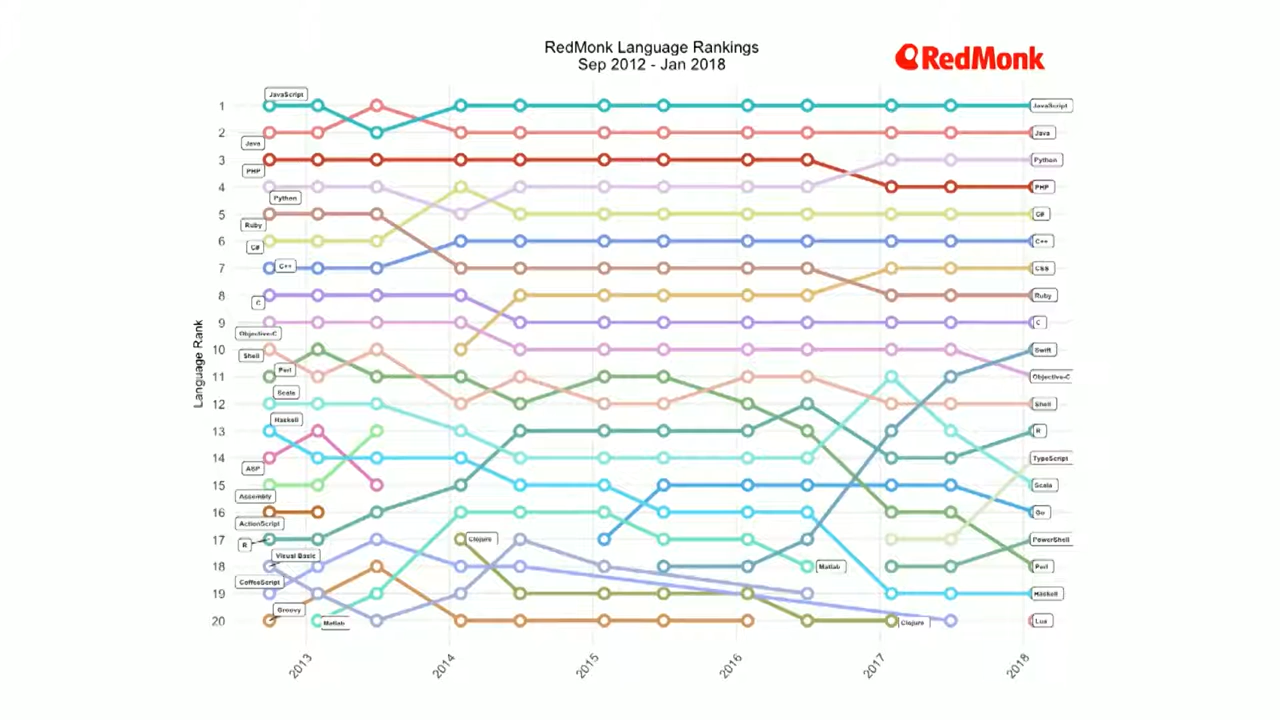 RedMonk Language Rankings
Sep 2012 - Jan 2018
RedMonk
Language Rank
1
2
3
4
5
6
7
8
9
10
11
12
13
14
15
16
17
18
19
20
JavaScript
Java
PHP
Python
Ruby
C#
C++
C
Objective-C
Shell
Perl
Scala
Haskell
ASP
Assembly
ActionScript
R
Visual Basic
CoffeeScript
Groovy
Matlab
Clojure
Matlab
Clojure
JavaScript
Java
Python
PHP
C#
C++
CSS
Ruby
C
Swift
Objective-C
Shell
R
TypeScript
Scala
Go
PowerShell
Perl
Haskell
Lua
2013
2014
2015
2016
2017
2018